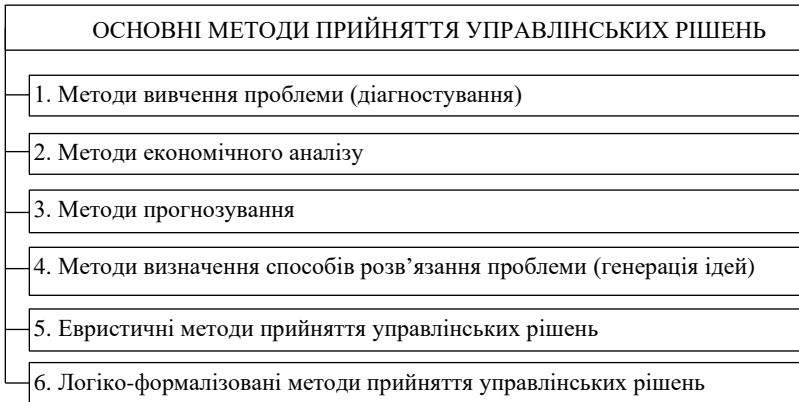 ОСНОВНІ МЕТОДИ ПРИЙНЯТТЯ УПРАВЛІНСЬКИХ РІШЕНЬ
1. Методи вивчення проблеми (діагностування)
2. Методи економічного аналізу
3. Методи прогнозування
4. Методи визначення способів розв’язання проблеми (генерація ідей)
5. Евристичні методи прийняття управлінських рішень
6. Логіко-формалізовані методи прийняття управлінських рішень